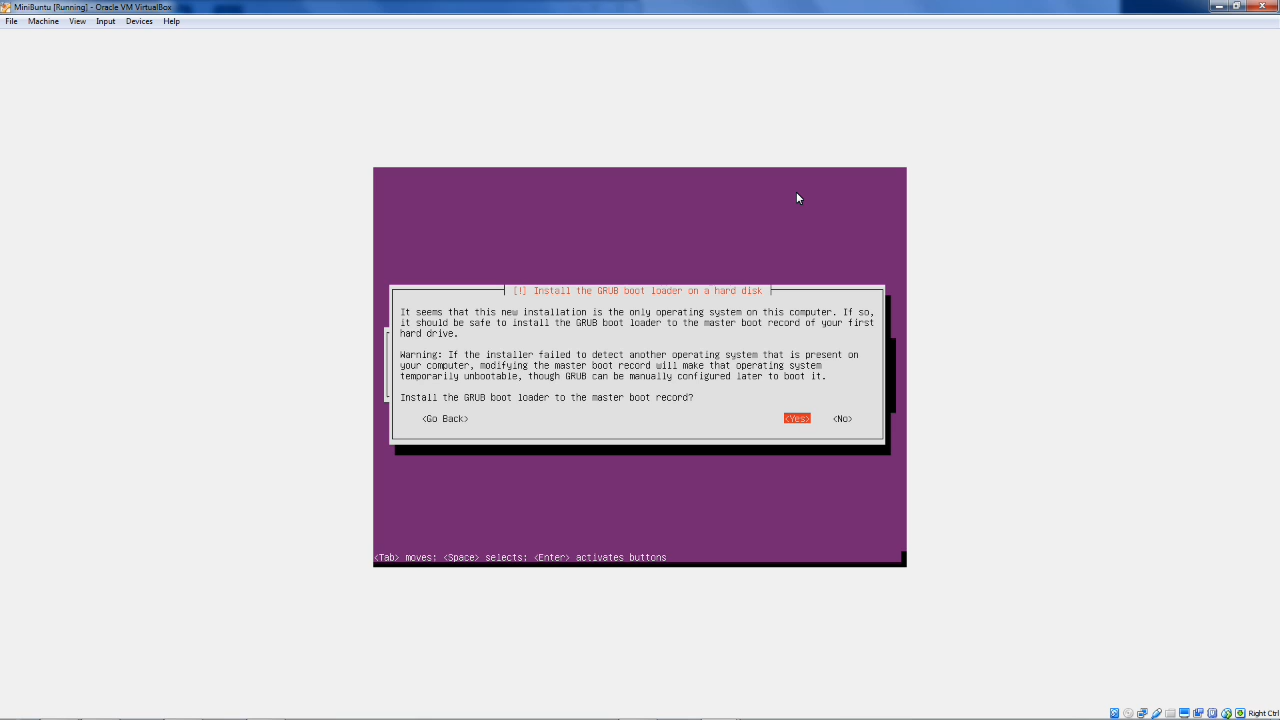 MiniBuntu [Running] - Oracle VM VirtualBox
File Machine View Input Devices Help
[!] Install the GRUB boot loader on a hard disk
It seems that this new installation is the only operating system on this computer. If so,
it should be safe to install the GRUB boot loader to the master boot record of your first
hard drive.
Warning: If the installer failed to detect another operating system that is present on
your computer, modifying the master boot record will make that operating system
temporarily unbootable, though GRUB can be manually configured later to boot it.
Install the GRUB boot loader to the master boot record?
<Go Back> <Yes> <No>
<Tab> moves; <Space> selects; <Enter> activates buttons
Right Ctrl